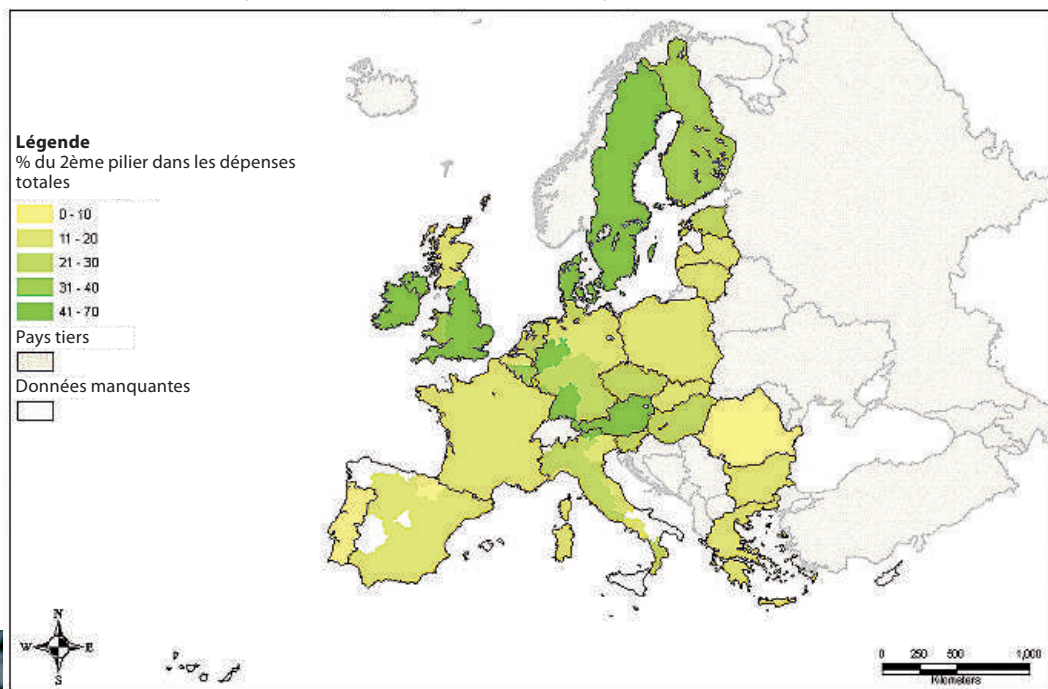 Légende
% du 2ème pilier dans les dépenses
totales
0 - 10
11 - 20
21 - 30
31 - 40
41 - 70
Pays tiers
Données manquantes
N
W E
S
0 250 500 1,000
Kilometers